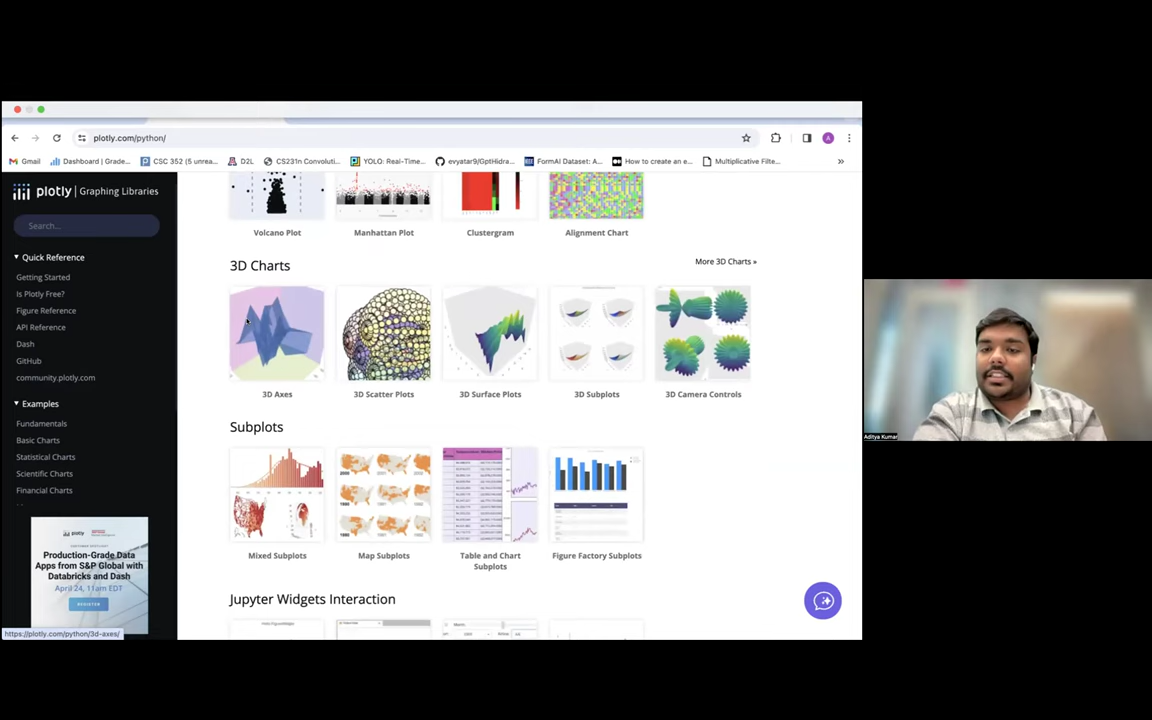 plotly.com/python/
Gmail
Dashboard | Grade...
CSC 352 (5 unrea...
D2L
CS231n Convoluti...
YOLO: Real-Time...
evyatar9/GptHidra...
FormAI Dataset: A...
How to create an e...
Multiplicative Filte...
»
plotly | Graphing Libraries
Search...
Quick Reference
Getting Started
Is Plotly Free?
Figure Reference
API Reference
Dash
GitHub
community.plotly.com
Examples
Fundamentals
Basic Charts
Statistical Charts
Scientific Charts
Financial Charts
plotly
Production-Grade Data
Apps from S&P Global with
Databricks and Dash
April 24, 11am EDT
REGISTER
https://plotly.com/python/3d-axes/
Volcano Plot
Manhattan Plot
Clustergram
Alignment Chart
3D Charts
More 3D Charts »
3D Axes
3D Scatter Plots
3D Surface Plots
3D Subplots
3D Camera Controls
Subplots
Mixed Subplots
Map Subplots
Table and Chart
Subplots
Figure Factory Subplots
Jupyter Widgets Interaction
Aditya Kumar